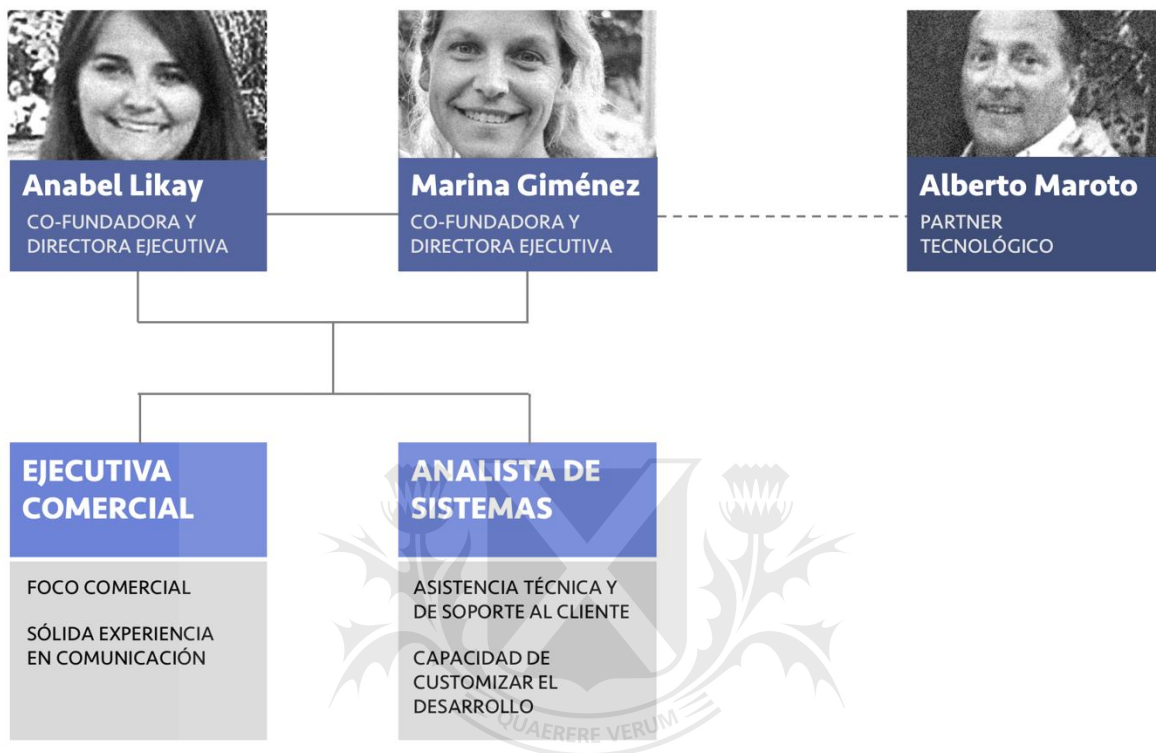 Anabel Likay
CO-FUNDADORA Y
DIRECTORA EJECUTIVA
Marina Giménez
CO-FUNDADORA Y
DIRECTORA EJECUTIVA
Alberto Maroto
PARTNER
TECNOLÓGICO
EJECUTIVA
COMERCIAL
FOCO COMERCIAL
SÓLIDA EXPERIENCIA
EN COMUNICACIÓN
ANALISTA DE
SISTEMAS
ASISTENCIA TÉCNICA Y
DE SOPORTE AL CLIENTE
CAPACIDAD DE
CUSTOMIZAR EL
DESARROLLO
QUAERERE VERUM